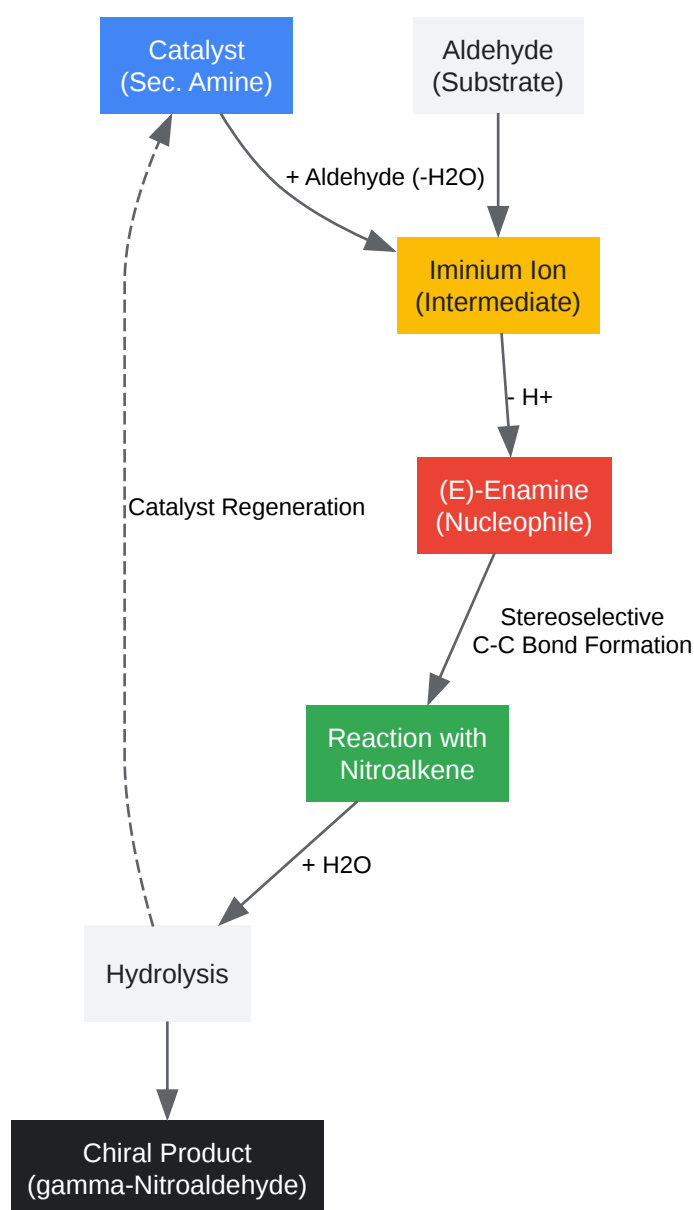 Catalyst
(Sec. Amine)
Aldehyde
(Substrate)
+ Aldehyde (-H2O)
Iminium Ion
(Intermediate)
- H+
(E)-Enamine
(Nucleophile)
Catalyst Regeneration
Stereoselective
C-C Bond Formation
Reaction with
Nitroalkene
+ H2O
Hydrolysis
Chiral Product
(gamma-Nitroaldehyde)